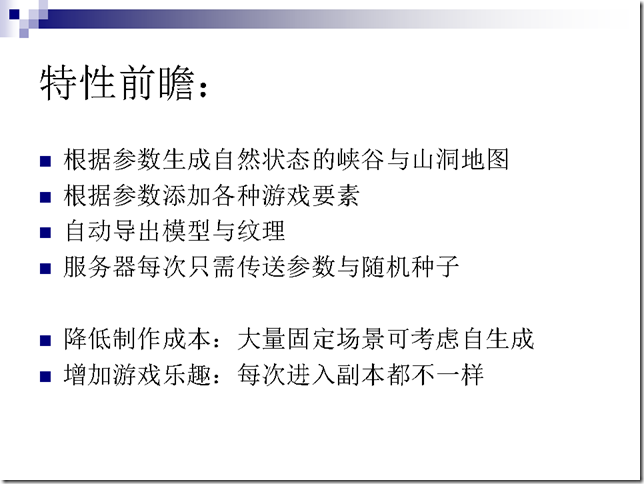 特性前瞻：
根据参数生成自然状态的峡谷与山洞地图
根据参数添加各种游戏要素
自动导出模型与纹理
服务器每次只需传送参数与随机种子
降低制作成本：大量固定场景可考虑自生成
增加游戏乐趣：每次进入副本都不一样